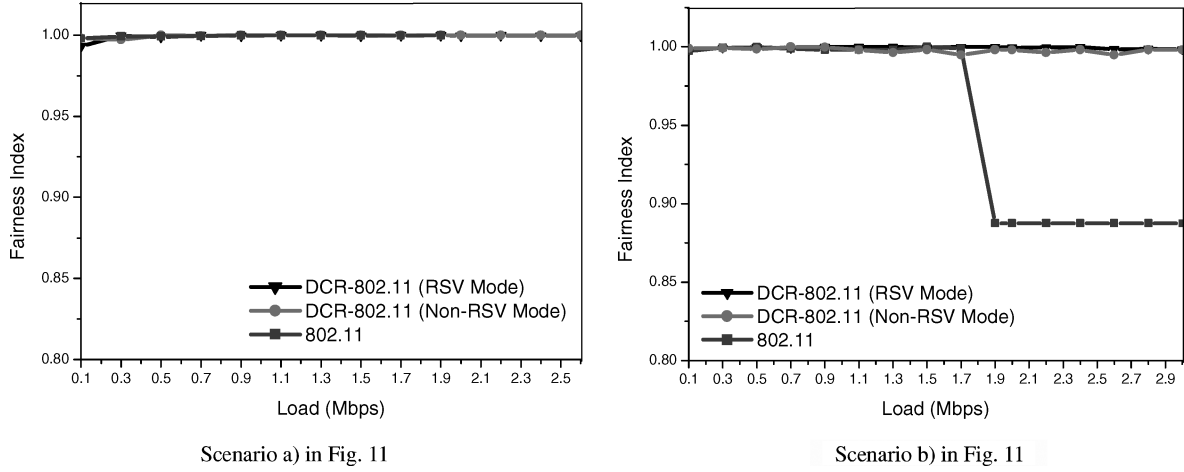 1.00
0.95
0.90
0.85
0.80
Fairness Index
DCR-802.11 (RSV Mode)
DCR-802.11 (Non-RSV Mode)
802.11
0.1 0.3 0.5 0.7 0.9 1.1 1.3 1.5 1.7 1.9 2.1 2.3 2.5
Load (Mbps)
Scenario a) in Fig. 11
1.00
0.95
0.90
0.85
0.80
Fairness Index
DCR-802.11 (RSV Mode)
DCR-802.11 (Non-RSV Mode)
802.11
0.1 0.3 0.5 0.7 0.9 1.1 1.3 1.5 1.7 1.9 2.1 2.3 2.5 2.7 2.9
Load (Mbps)
Scenario b) in Fig. 11